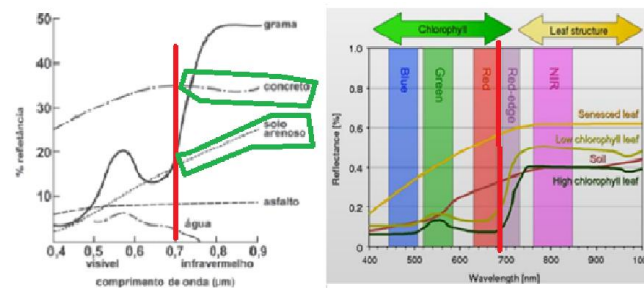 50
40
30
20
10
0
% refletância
grama
concreto
solo
arenoso
asfalto
água
0,4
0,5
0,6
0,7
0,8
0,9
visível
infravermelho
comprimento de onda (µm)
Chlorophyll
Leaf structure
1.0
0.8
0.6
0.4
0.2
0.0
Reflectance [%]
Blue
Green
Red
Red-edge
NIR
Senesced leaf
Low chlorophyll leaf
Soil
High chlorophyll leaf
400
500
600
700
800
900
Wavelength [nm]